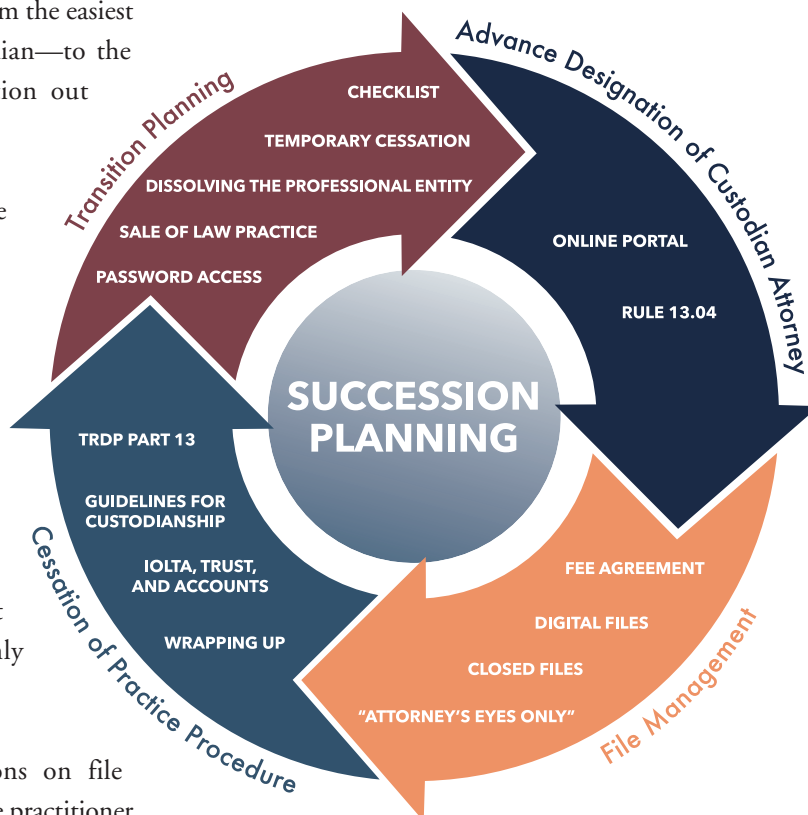 m the easiest
ian—to the
ion out
e
t
ly
ons on file
e practitioner
Transition Planning
CHECKLIST
TEMPORARY CESSATION
DISSOLVING THE PROFESSIONAL ENTITY
SALE OF LAW PRACTICE
PASSWORD ACCESS
Advance Designation of Custodian Attorney
ONLINE PORTAL
RULE 13.04
SUCCESSION
PLANNING
File Management
FEE AGREEMENT
DIGITAL FILES
CLOSED FILES
“ATTORNEY’S EYES ONLY”
Cessation of Practice Procedure
TRDP PART 13
GUIDELINES FOR
CUSTODIANSHIP
IOLTA, TRUST,
AND ACCOUNTS
WRAPPING UP